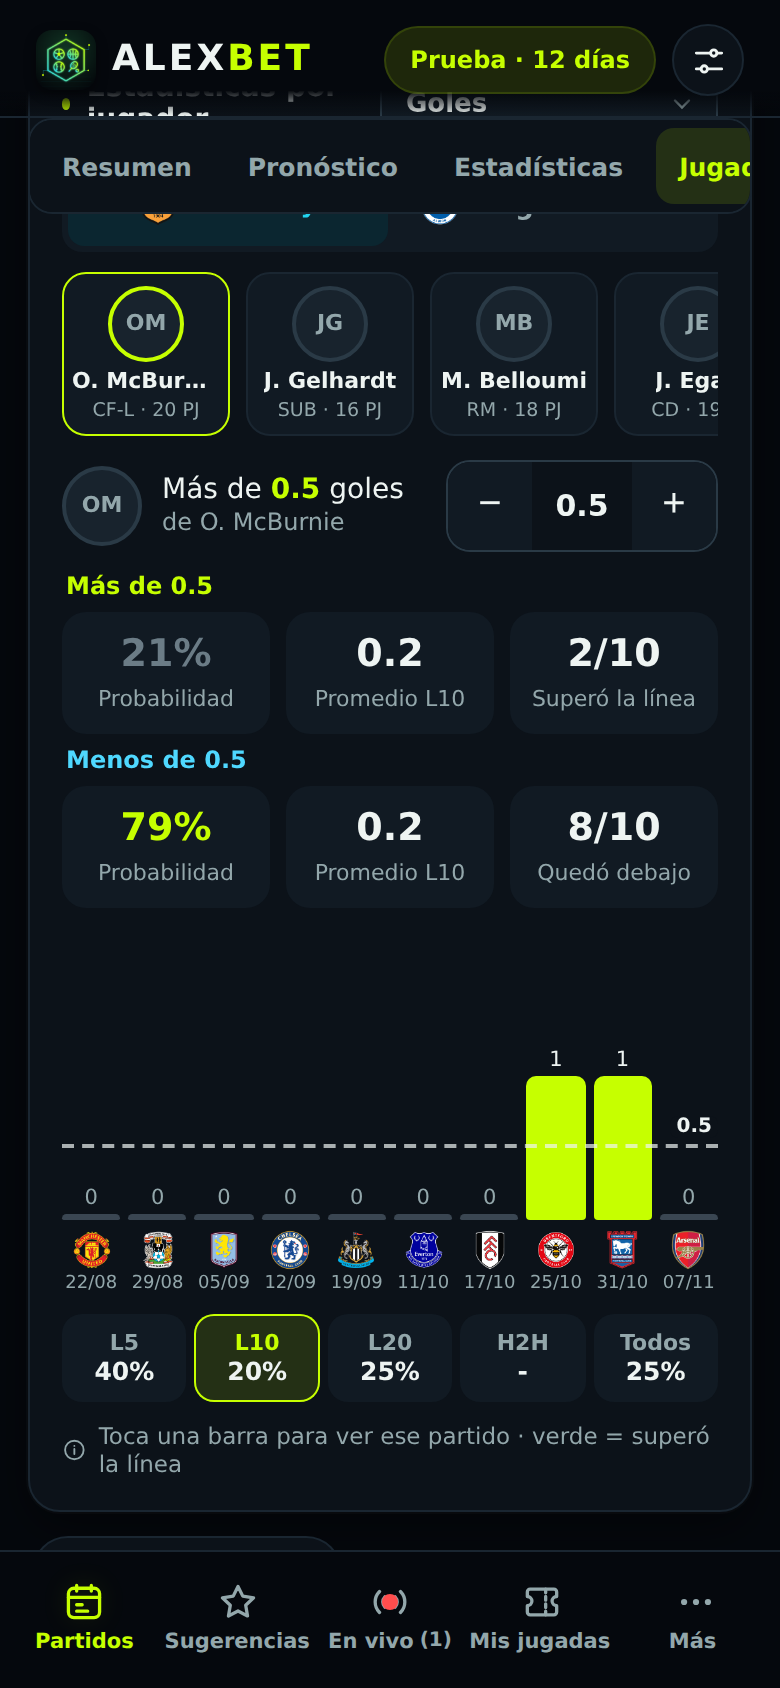 ALEXBET
Prueba · 12 días
Estadísticas por
jugador
Goles
Resumen
Pronóstico
Estadísticas
Jugad
OM
O. McBur...
CF-L · 20 PJ
JG
J. Gelhardt
SUB · 16 PJ
MB
M. Belloumi
RM · 18 PJ
JE
J. Ega
CD · 19
OM
Más de 0.5 goles
de O. McBurnie
− 0.5 +
Más de 0.5
21%
Probabilidad
0.2
Promedio L10
2/10
Superó la línea
Menos de 0.5
79%
Probabilidad
0.2
Promedio L10
8/10
Quedó debajo
1 1
0.5
0 0 0 0 0 0 0 0
22/08 29/08 05/09 12/09 19/09 11/10 17/10 25/10 31/10 07/11
L5
40%
L10
20%
L20
25%
H2H
-
Todos
25%
Toca una barra para ver ese partido · verde = superó
la línea
Partidos
Sugerencias
En vivo (1)
Mis jugadas
Más